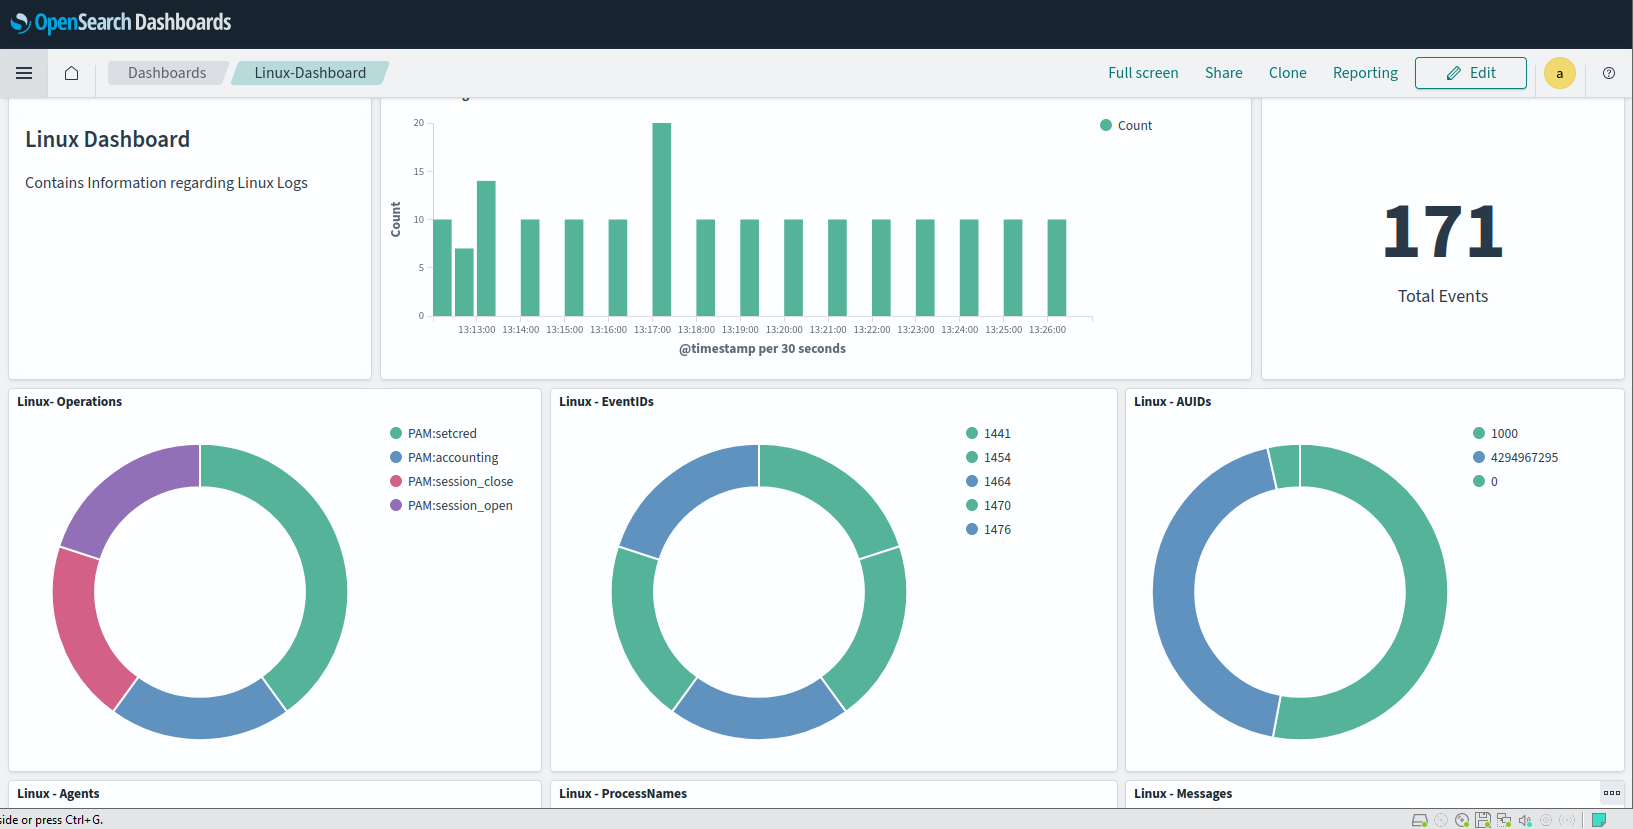 OpenSearch Dashboards
Dashboards
Linux-Dashboard
Full screen
Share
Clone
Reporting
Edit
a
Linux Dashboard
Contains Information regarding Linux Logs
Count
20
15
10
5
0
13:13:00 13:14:00 13:15:00 13:16:00 13:17:00 13:18:00 13:19:00 13:20:00 13:21:00 13:22:00 13:23:00 13:24:00 13:25:00 13:26:00
@timestamp per 30 seconds
Count
171
Total Events
Linux- Operations
PAM:setcred
PAM:accounting
PAM:session_close
PAM:session_open
Linux - EventIDs
1441
1454
1464
1470
1476
Linux - AUIDs
1000
4294967295
0
Linux - Agents
Linux - ProcessNames
Linux - Messages
side or press Ctrl+G.